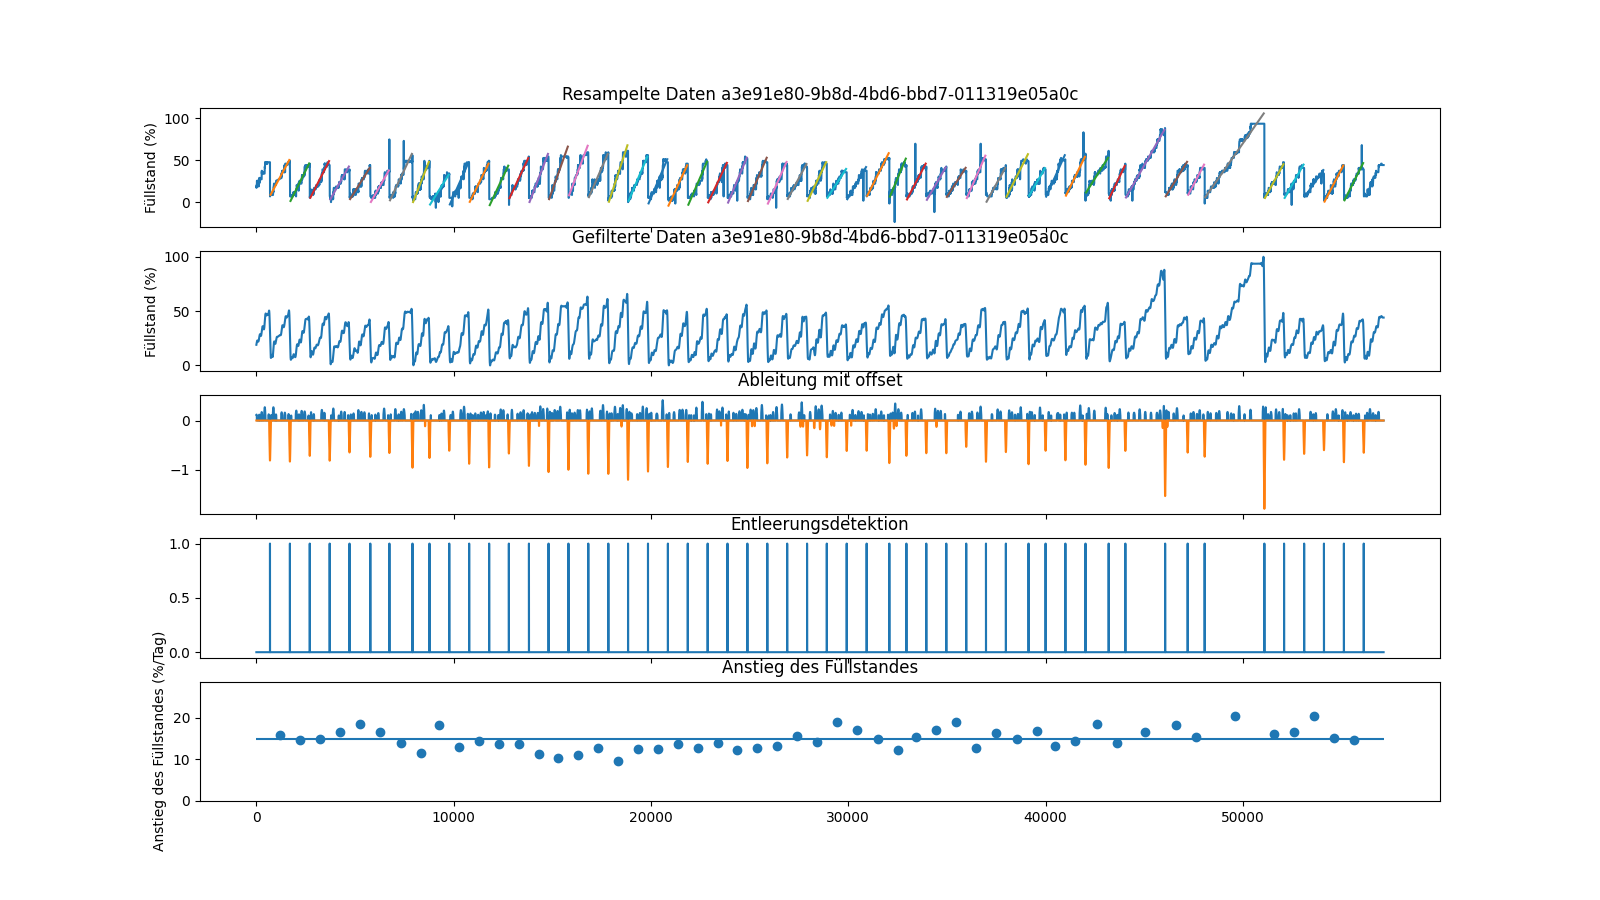 Resampelte Daten a3e91e80-9b8d-4bd6-bbd7-011319e05a0c
Füllstand (%)
100
50
0
Gefilterte Daten a3e91e80-9b8d-4bd6-bbd7-011319e05a0c
Füllstand (%)
100
50
0
Ableitung mit offset
0
−1
Entleerungsdetektion
1.0
0.5
0.0
Anstieg des Füllstandes
Anstieg des Füllstandes (%/Tag)
20
10
0
0 10000 20000 30000 40000 50000